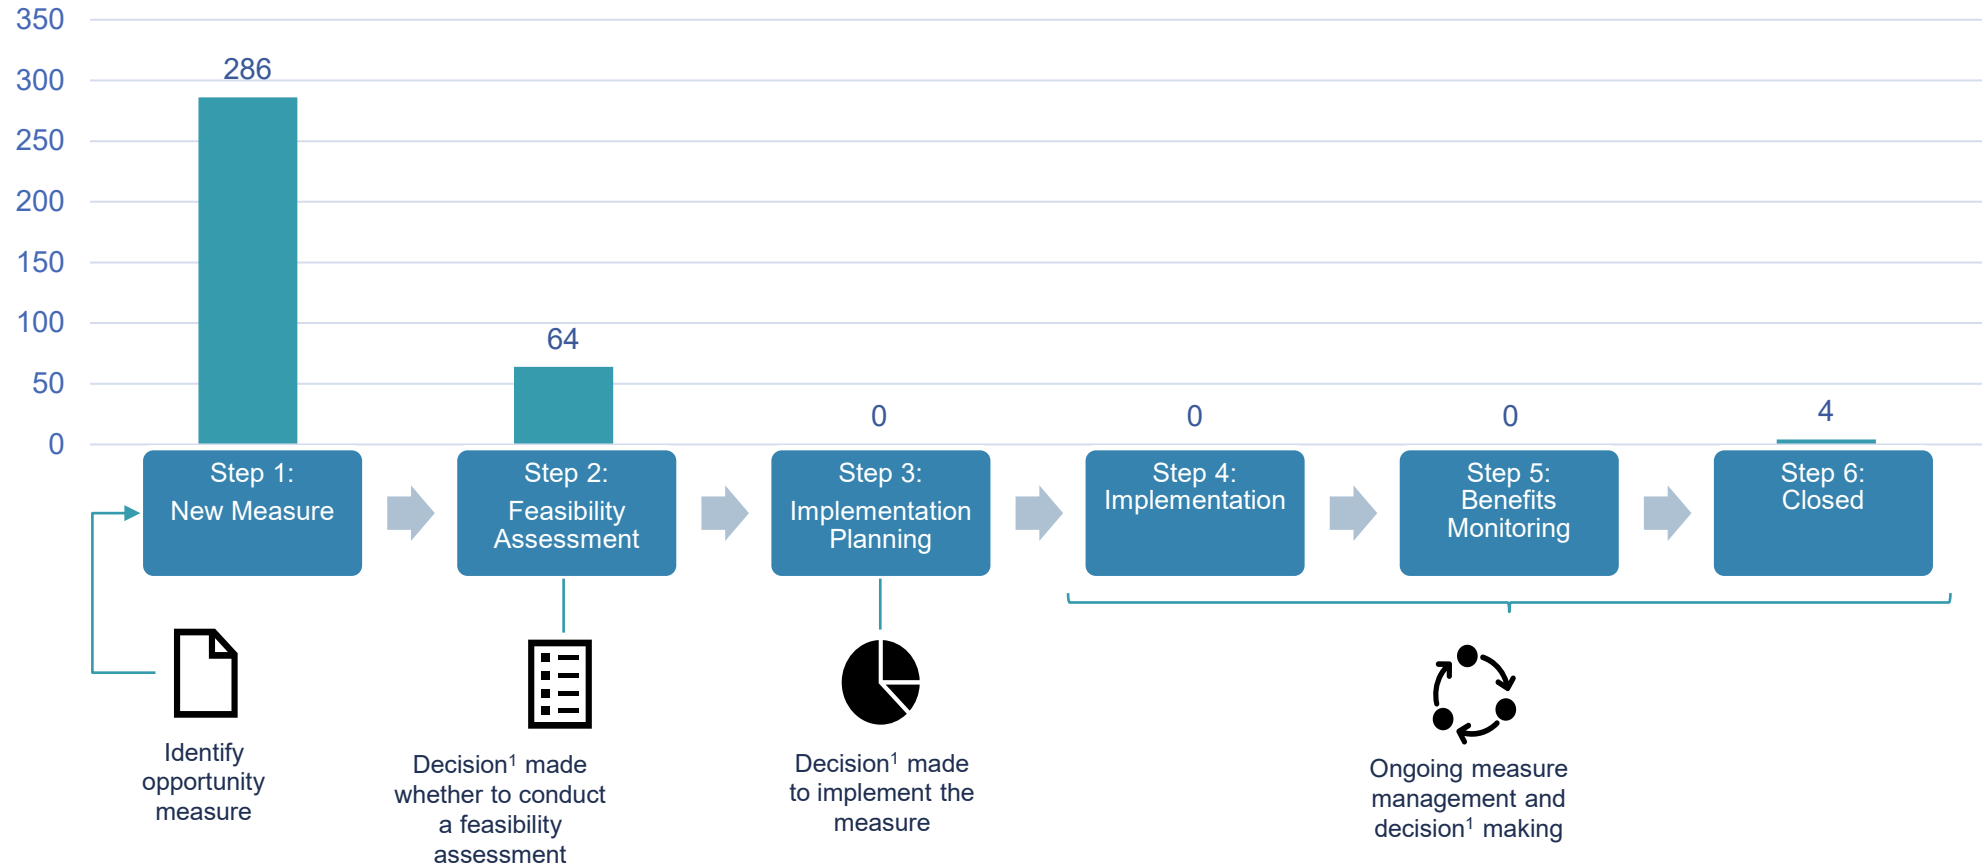 350
300
250
200
150
100
50
0
286
64
0
0
0
4
Step 1:
New Measure
Step 2:
Feasibility
Assessment
Step 3:
Implementation
Planning
Step 4:
Implementation
Step 5:
Benefits
Monitoring
Step 6:
Closed
Identify
opportunity
measure
Decision¹ made
whether to conduct
a feasibility
assessment
Decision¹ made
to implement the
measure
Ongoing measure
management and
decision¹ making